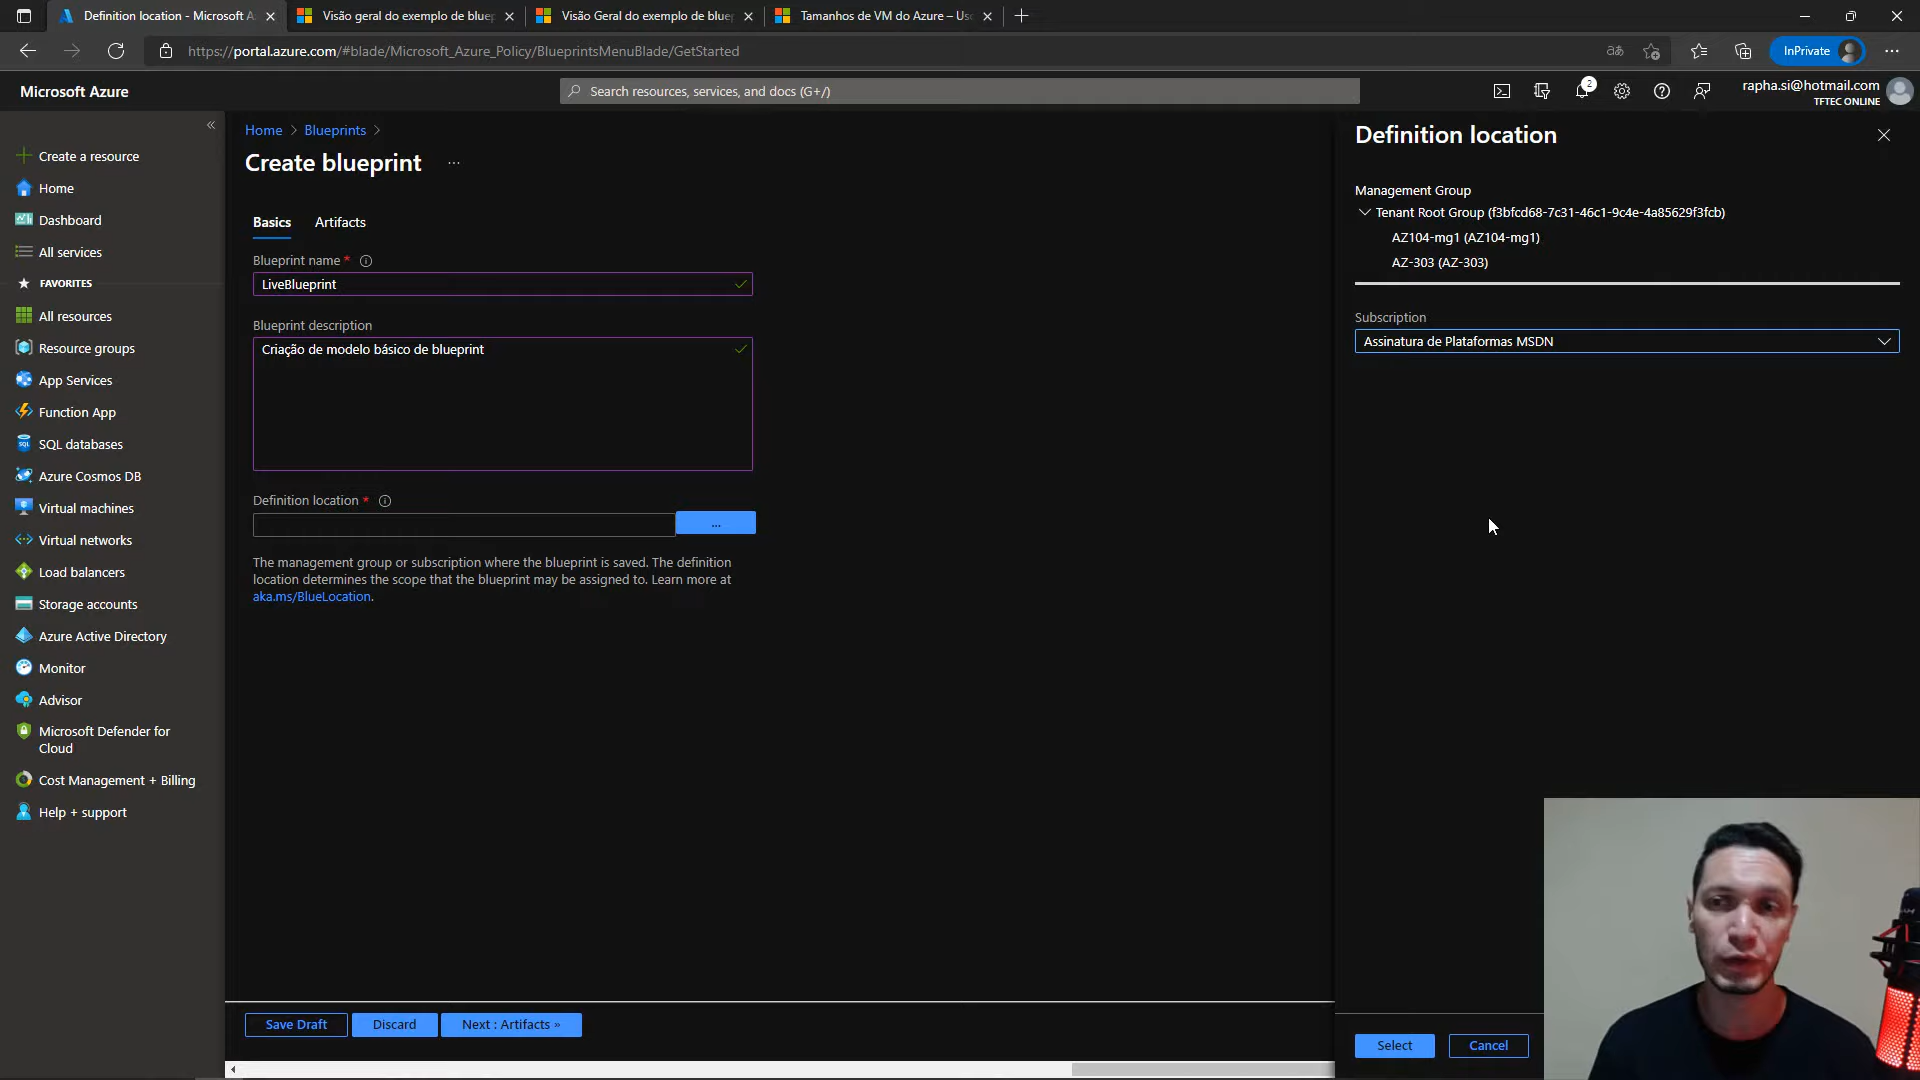 Definition location - Microsoft A
Visão geral do exemplo de bluep
Visão Geral do exemplo de blue
Tamanhos de VM do Azure – Us
https://portal.azure.com/#blade/Microsoft_Azure_Policy/BlueprintsMenuBlade/GetStarted
InPrivate
Microsoft Azure
Search resources, services, and docs (G+/)
2
rapha.si@hotmail.com
TFTEC ONLINE
Create a resource
Home
Dashboard
All services
FAVORITES
All resources
Resource groups
App Services
Function App
SQL databases
Azure Cosmos DB
Virtual machines
Virtual networks
Load balancers
Storage accounts
Azure Active Directory
Monitor
Advisor
Microsoft Defender for
Cloud
Cost Management + Billing
Help + support
Home > Blueprints >
Create blueprint ...
Basics Artifacts
Blueprint name *
LiveBlueprint
Blueprint description
Criação de modelo básico de blueprint
Definition location *
...
The management group or subscription where the blueprint is saved. The definition
location determines the scope that the blueprint may be assigned to. Learn more at
aka.ms/BlueLocation.
Save Draft
Discard
Next : Artifacts »
Definition location
Management Group
Tenant Root Group (f3bfcd68-7c31-46c1-9c4e-4a85629f3fcb)
AZ104-mg1 (AZ104-mg1)
AZ-303 (AZ-303)
Subscription
Assinatura de Plataformas MSDN
Select
Cancel